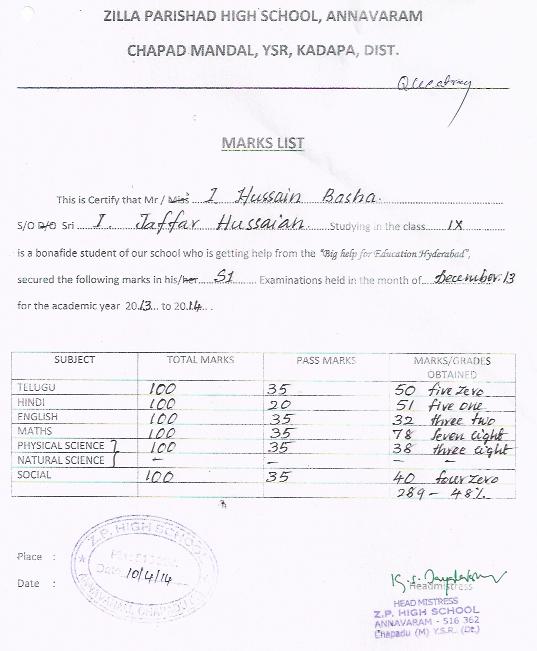 ZILLA PARISHAD HIGH SCHOOL, ANNAVARAM
CHAPAD MANDAL, YSR, KADAPA, DIST.
MARKS LIST
This is Certify that Mr / Miss I Hussain Basha.
S/O D/O Sri I. Jaffar Hussaian. Studying in the class IX
is a bonafide student of our school who is getting help from the "Big help for Education Hyderabad",
secured the following marks in his/her S1 Examinations held in the month of December.13
for the academic year 2013 to 2014.
SUBJECT TOTAL MARKS PASS MARKS MARKS/GRADES OBTAINED
TELUGU 100 35 50 five zero
HINDI 100 20 51 five one
ENGLISH 100 35 32 three two
MATHS 100 35 78 seven eight
PHYSICAL SCIENCE } 100 35 38 three eight
NATURAL SCIENCE - - - -
SOCIAL 100 35 40 four zero
289 - 48%
Z.P. HIGH SCHOOL
Place :
Date 10/4/14
Date :
Headmistress
HEAD MISTRESS
Z.P. HIGH SCHOOL
ANNAVARAM - 516 362
Chapadu (M) Y.S.R. (Dt.)